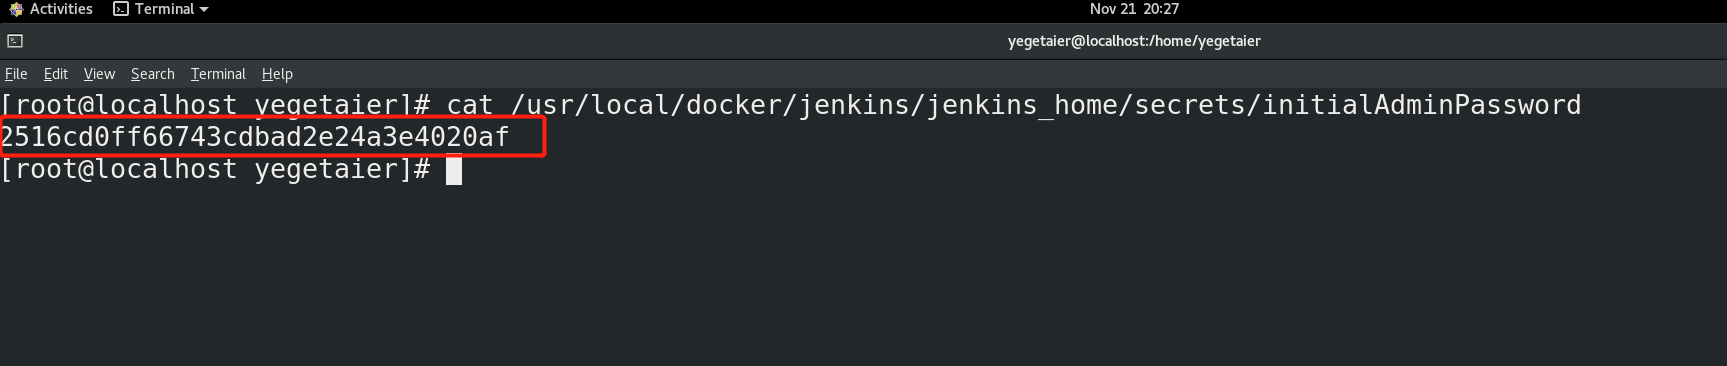 Activities Terminal Nov 21 20:27
yegetaier@localhost:/home/yegetaier
File Edit View Search Terminal Help
[root@localhost yegetaier]# cat /usr/local/docker/jenkins/jenkins_home/secrets/initialAdminPassword
2516cd0ff66743cdbad2e24a3e4020af
[root@localhost yegetaier]#